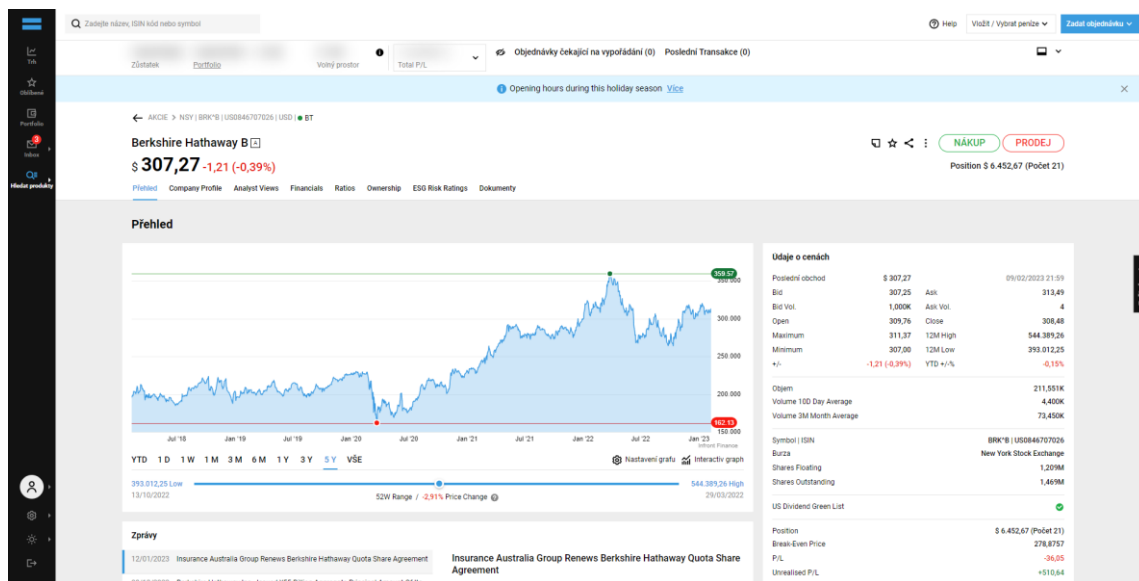 Zadejte název, ISIN kód nebo symbol
Help
Vložit / Vybrat peníze
Zadat objednávku
Trh
Oblíbené
Portfolio
3
Inbox
Hledat produkty
Zůstatek
Portfolio
Volný prostor
Total P/L
Objednávky čekající na vypořádání (0) Poslední Transakce (0)
Opening hours during this holiday season Více
AKCIE > NSY | BRK^B | US0846707026 | USD | BT
Berkshire Hathaway B A
$ 307,27 -1,21 (-0,39%)
NÁKUP
PRODEJ
Position $ 6.452,67 (Počet 21)
Přehled Company Profile Analyst Views Financials Ratios Ownership ESG Risk Ratings Dokumenty
Přehled
359.57
350.000
300.000
250.000
200.000
162.13
150.000
Jul '18 Jan '19 Jul '19 Jan '20 Jul '20 Jan '21 Jul '21 Jan '22 Jul '22 Jan '23
Infront Finance
YTD 1 D 1 W 1 M 3 M 6 M 1 Y 3 Y 5 Y VŠE
Nastavení grafu Interactiv graph
393.012,25 Low
544.389,26 High
13/10/2022
52W Range / -2,91% Price Change
29/03/2022
Zprávy
12/01/2023 Insurance Australia Group Renews Berkshire Hathaway Quota Share Agreement
Insurance Australia Group Renews Berkshire Hathaway Quota Share
Agreement
Údaje o cenách
Poslední obchod $ 307,27 09/02/2023 21:59
Bid 307,25 Ask 313,49
Bid Vol. 1,000K Ask Vol. 4
Open 309,76 Close 308,48
Maximum 311,37 12M High 544.389,26
Minimum 307,00 12M Low 393.012,25
+/- -1,21 (-0,39%) YTD +/-% -0,15%
Objem 211,551K
Volume 10D Day Average 4,400K
Volume 3M Month Average 73,450K
Symbol | ISIN BRK^B | US0846707026
Burza New York Stock Exchange
Shares Floating 1,209M
Shares Outstanding 1,469M
US Dividend Green List
Position $ 6.452,67 (Počet 21)
Break-Even Price 278,8757
P/L -36,05
Unrealised P/L +510,64